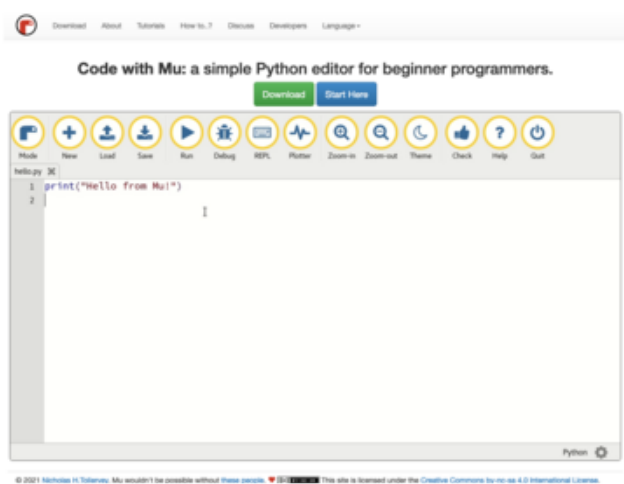 Download About Tutorials How to..? Discuss Developers Language
Code with Mu: a simple Python editor for beginner programmers.
Download Start Here
Mode New Load Save Run Debug REPL Plotter Zoom-in Zoom-out Theme Check Help Quit
hello.py
1 print("Hello from Mu!")
2
Python
© 2021 Nicholas H.Tollervey. Mu wouldn't be possible without these people. This site is licensed under the Creative Commons by-nc-sa 4.0 International License.